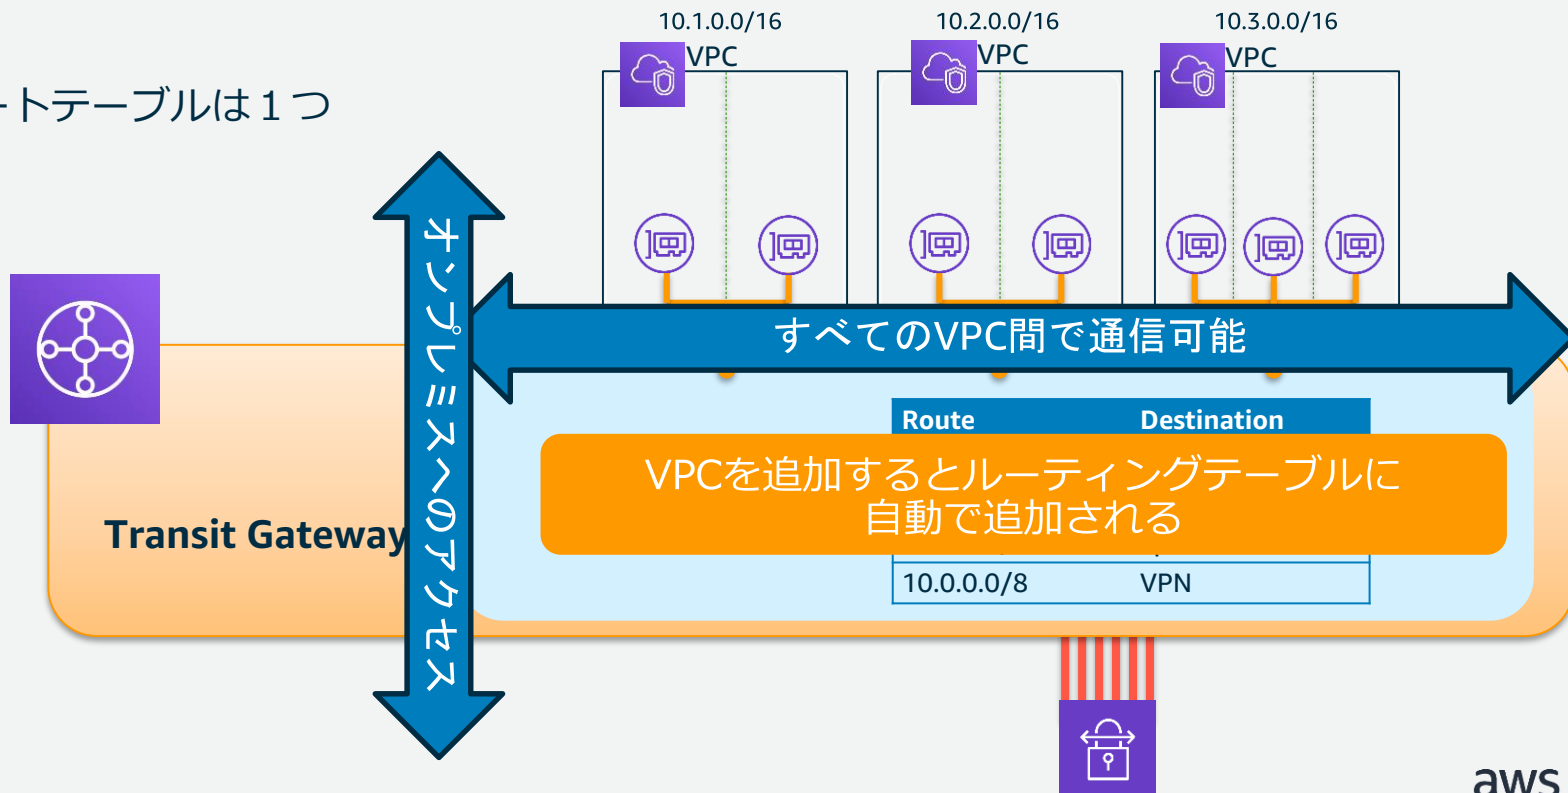 10.1.0.0/16
10.2.0.0/16
10.3.0.0/16
VPC
VPC
VPC
ートテーブルは１つ
オンプレミスへのアクセス
すべてのVPC間で通信可能
Route Destination
VPCを追加するとルーティングテーブルに
自動で追加される
10.0.0.0/8 VPN
Transit Gateway
aws